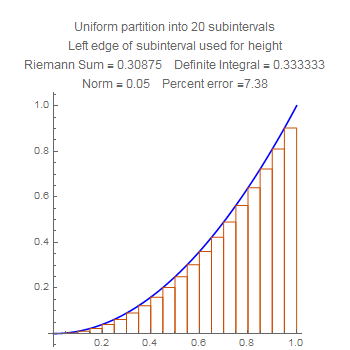 Uniform partition into 20 subintervals
Left edge of subinterval used for height
Riemann Sum = 0.30875 Definite Integral = 0.333333
Norm = 0.05 Percent error =7.38
1.0
0.8
0.6
0.4
0.2
0.2 0.4 0.6 0.8 1.0